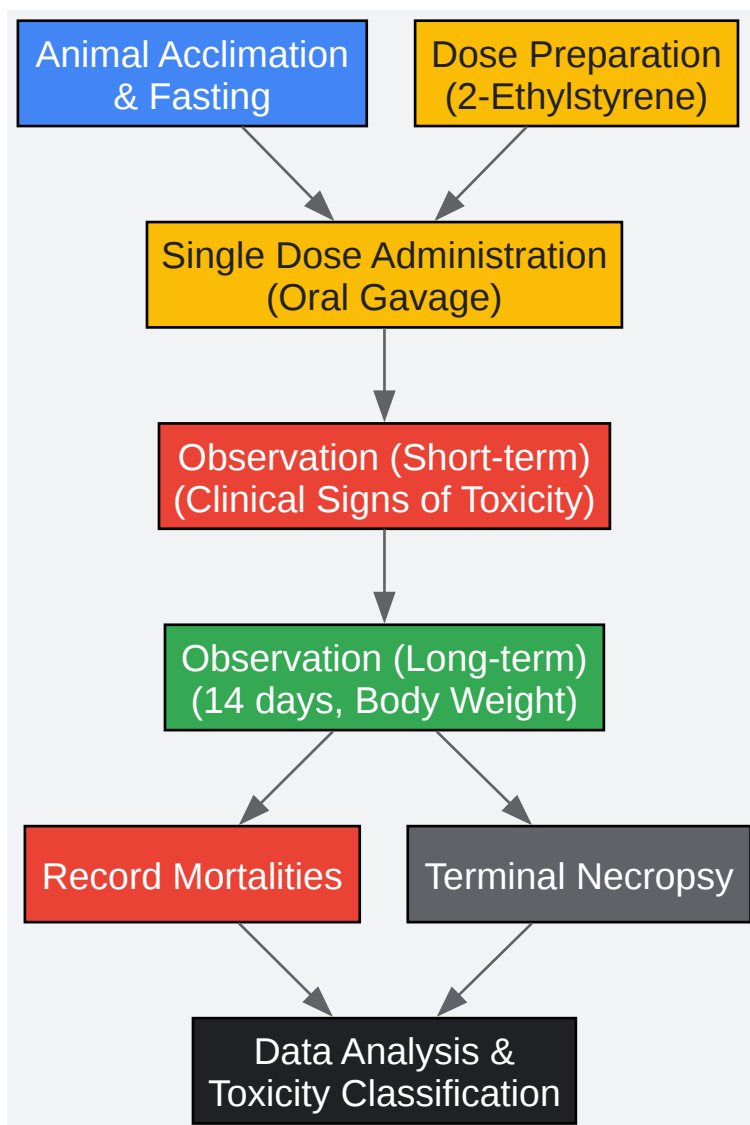 Animal Acclimation
& Fasting
Dose Preparation
(2-Ethylstyrene)
Single Dose Administration
(Oral Gavage)
Observation (Short-term)
(Clinical Signs of Toxicity)
Observation (Long-term)
(14 days, Body Weight)
Record Mortalities
Terminal Necropsy
Data Analysis &
Toxicity Classification